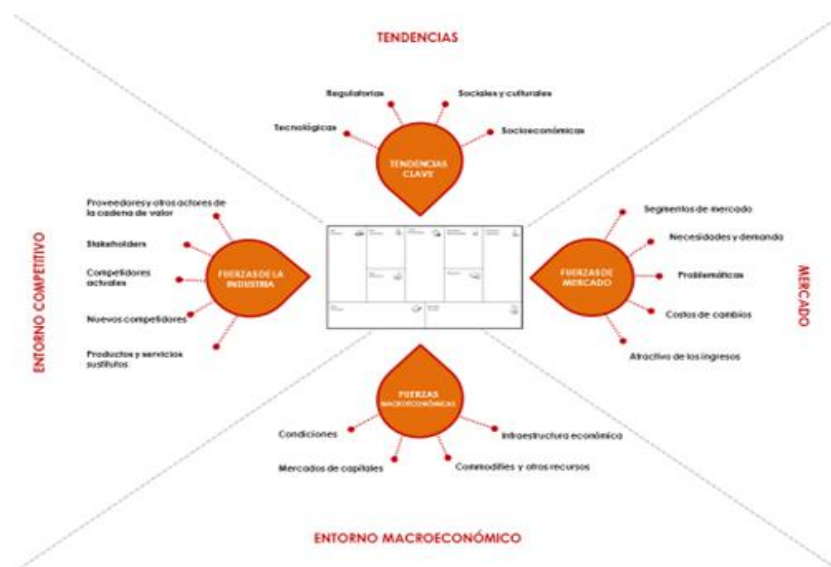 TENDENCIAS
Regulatorias
Sociales y culturales
Tecnológicas
Socioeconómicas
TENDENCIAS
CLAVE
Proveedores y otros actores de
la cadena de valor
Stakeholders
Competidores
actuales
Nuevos competidores
Productos y servicios
sustitutos
FUERZAS DE LA
INDUSTRIA
ENTORNO COMPETITIVO
Segmentos de mercado
Necesidades y demanda
Problemáticas
Costos de cambios
Atractivo de los ingresos
FUERZAS DE
MERCADO
MERCADO
FUERZAS
MACROECONÓMICAS
Condiciones
Infraestructura económica
Mercados de capitales
Commodities y otros recursos
ENTORNO MACROECONÓMICO